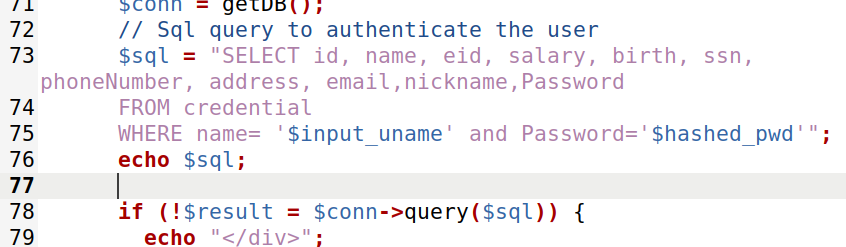 71 $conn = getDB();
72 // Sql query to authenticate the user
73 $sql = "SELECT id, name, eid, salary, birth, ssn,
phoneNumber, address, email,nickname,Password
74 FROM credential
75 WHERE name= '$input_uname' and Password='$hashed_pwd'";
76 echo $sql;
77
78 if (!$result = $conn->query($sql)) {
79 echo "</div>";